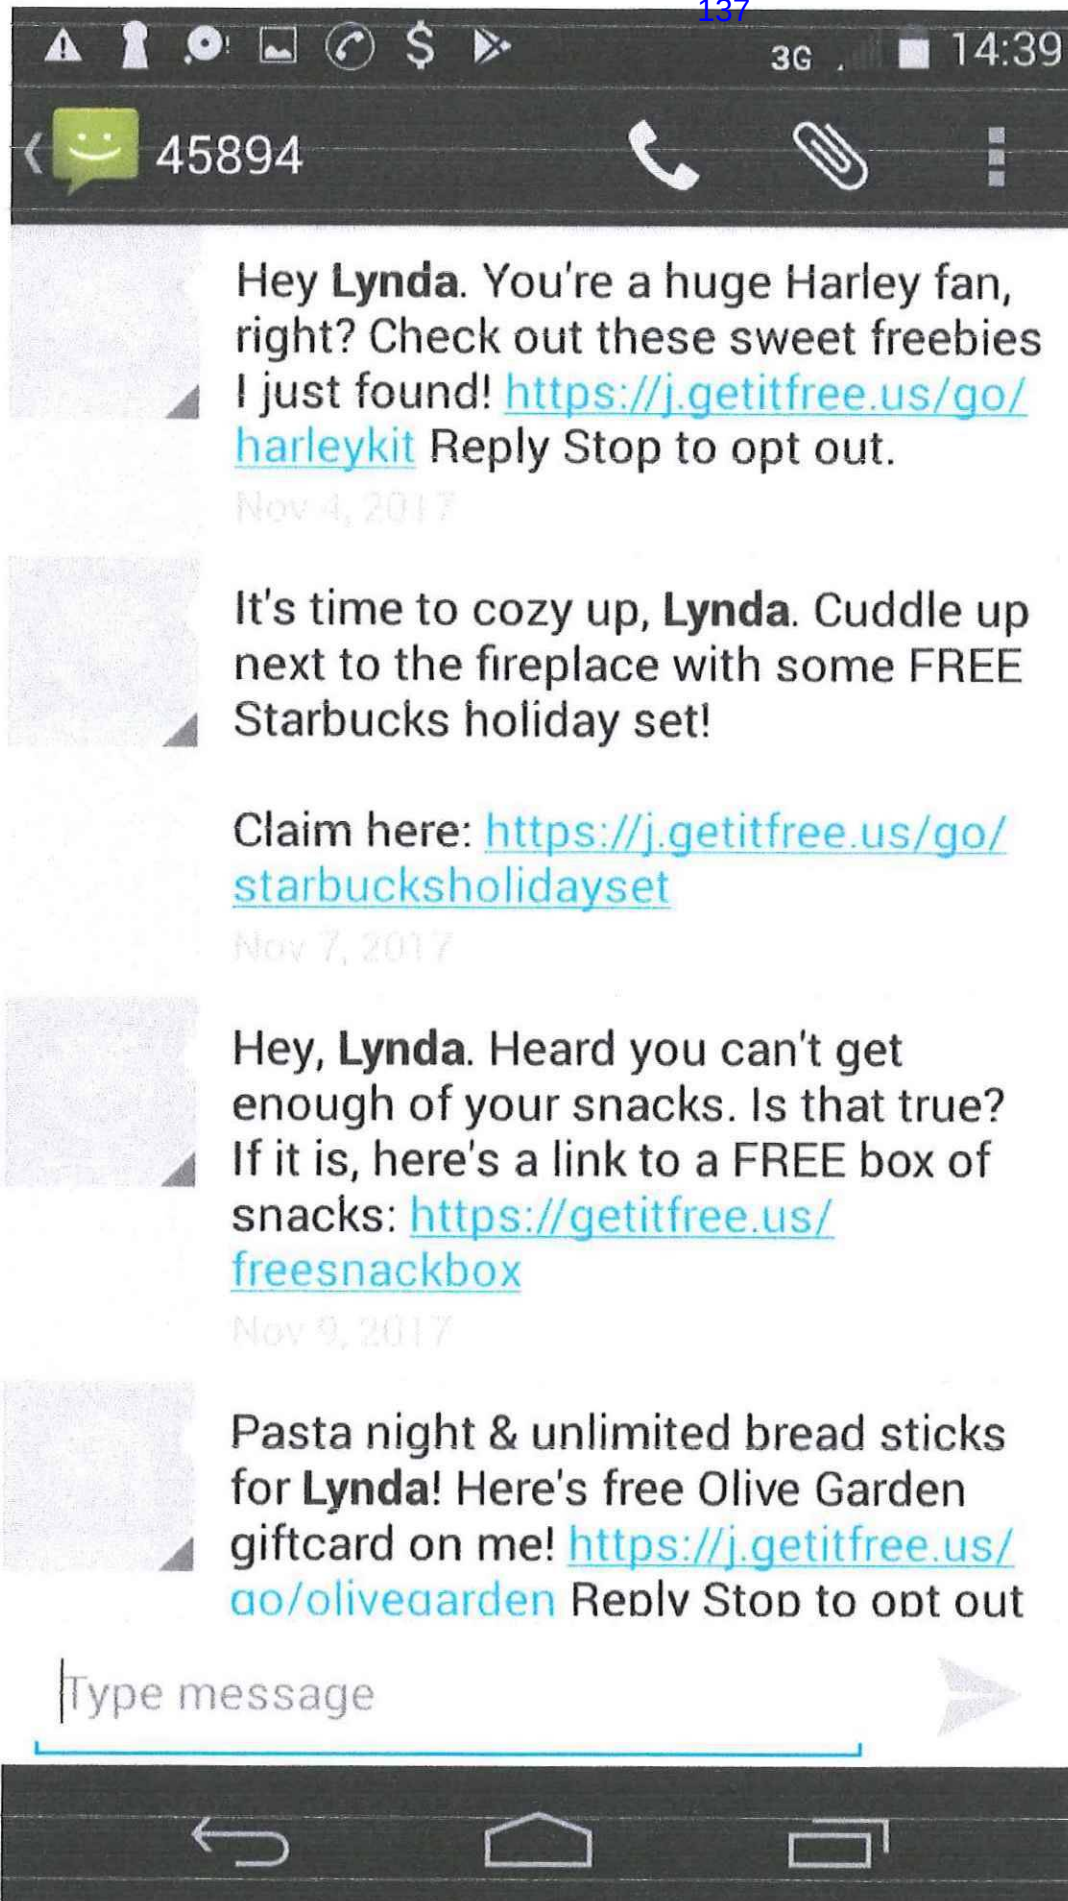 137
3G 14:39
45894
Hey Lynda. You're a huge Harley fan,
right? Check out these sweet freebies
I just found! https://j.getitfree.us/go/
harleykit Reply Stop to opt out.
Nov 4, 2017
It's time to cozy up, Lynda. Cuddle up
next to the fireplace with some FREE
Starbucks holiday set!
Claim here: https://j.getitfree.us/go/
starbucksholidayset
Nov 7, 2017
Hey, Lynda. Heard you can't get
enough of your snacks. Is that true?
If it is, here's a link to a FREE box of
snacks: https://getitfree.us/
freesnackbox
Nov 9, 2017
Pasta night & unlimited bread sticks
for Lynda! Here's free Olive Garden
giftcard on me! https://j.getitfree.us/
go/olivegarden Reply Stop to opt out
Type message